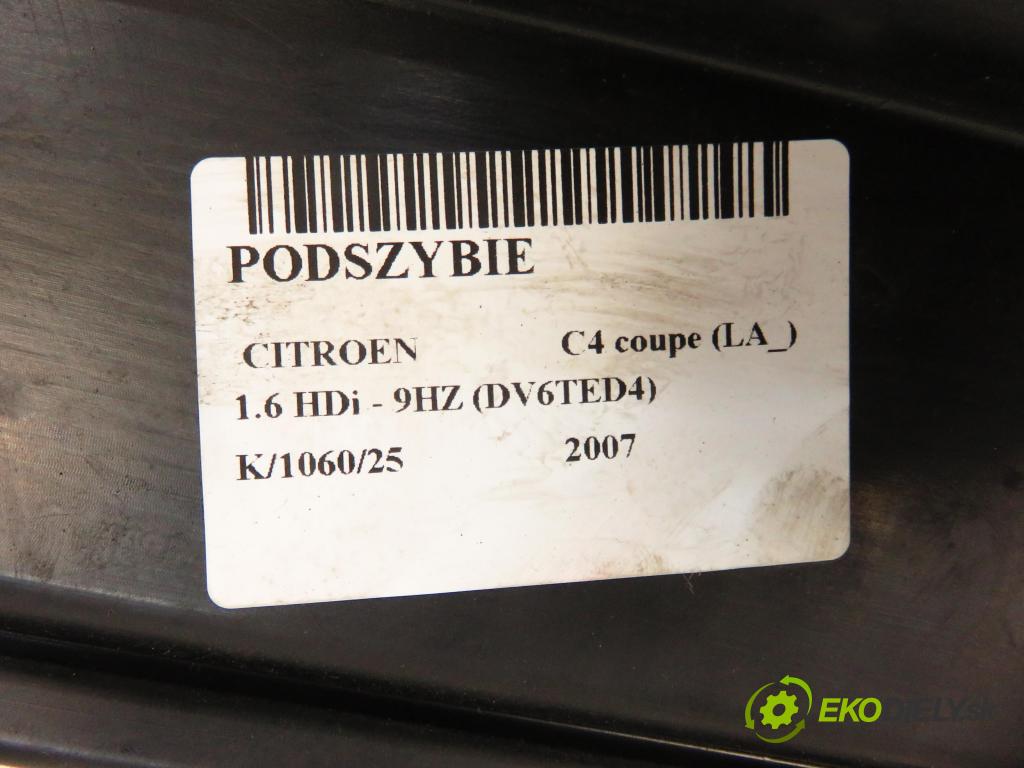 PODSZYBIE
CITROEN C4 coupe (LA_)
1.6 HDi - 9HZ (DV6TED4)
K/1060/25 2007
EKODIELY.sk